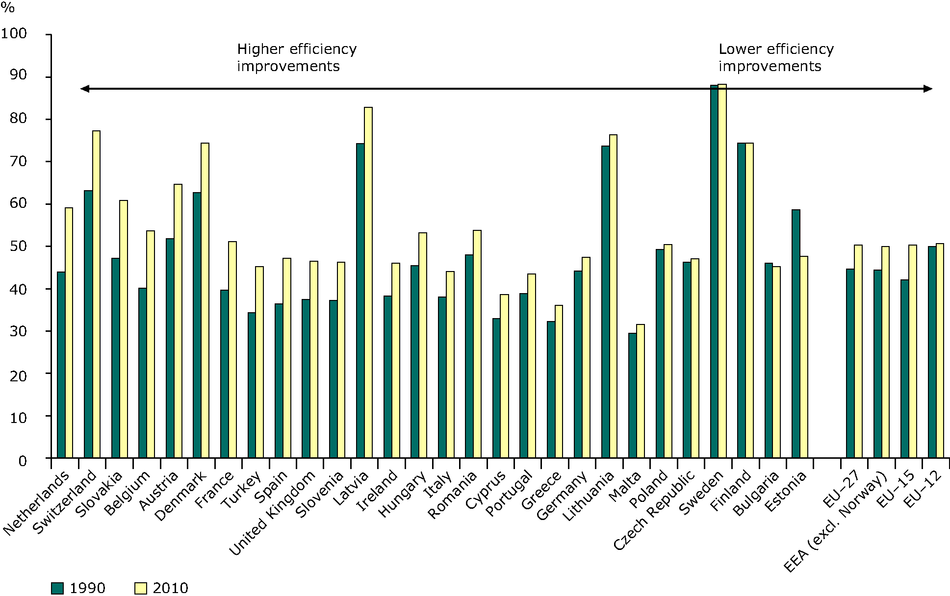 %
100
90
80
70
60
50
40
30
20
10
0
Higher efficiency
improvements
Lower efficiency
improvements
Netherlands
Switzerland
Slovakia
Belgium
Austria
Denmark
France
Turkey
Spain
United Kingdom
Slovenia
Latvia
Ireland
Hungary
Italy
Romania
Cyprus
Portugal
Greece
Germany
Lithuania
Malta
Poland
Czech Republic
Sweden
Finland
Bulgaria
Estonia
EU–27
EEA (excl. Norway)
EU–15
EU–12
1990
2010